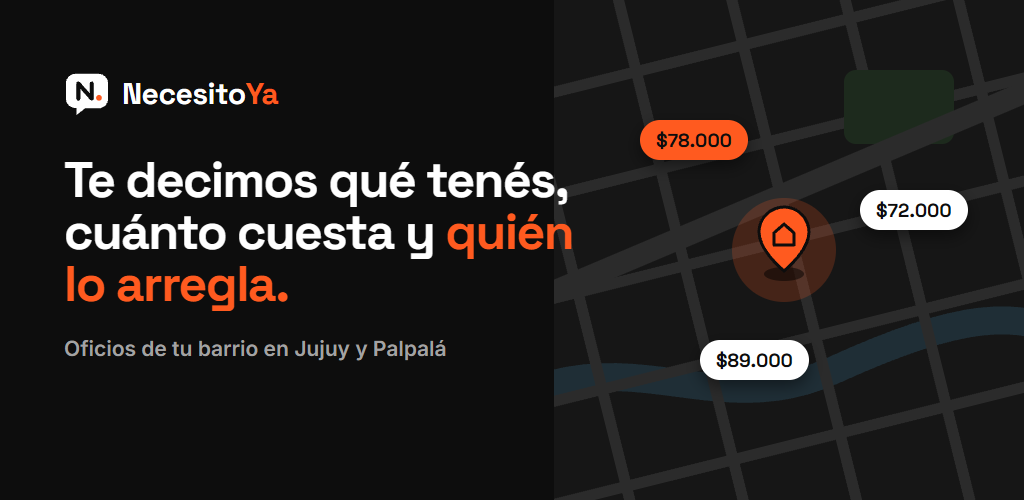 N.
NecesitoYa
Te decimos qué tenés,
cuánto cuesta y quién
lo arregla.
Oficios de tu barrio en Jujuy y Palpalá
$78.000
$72.000
$89.000